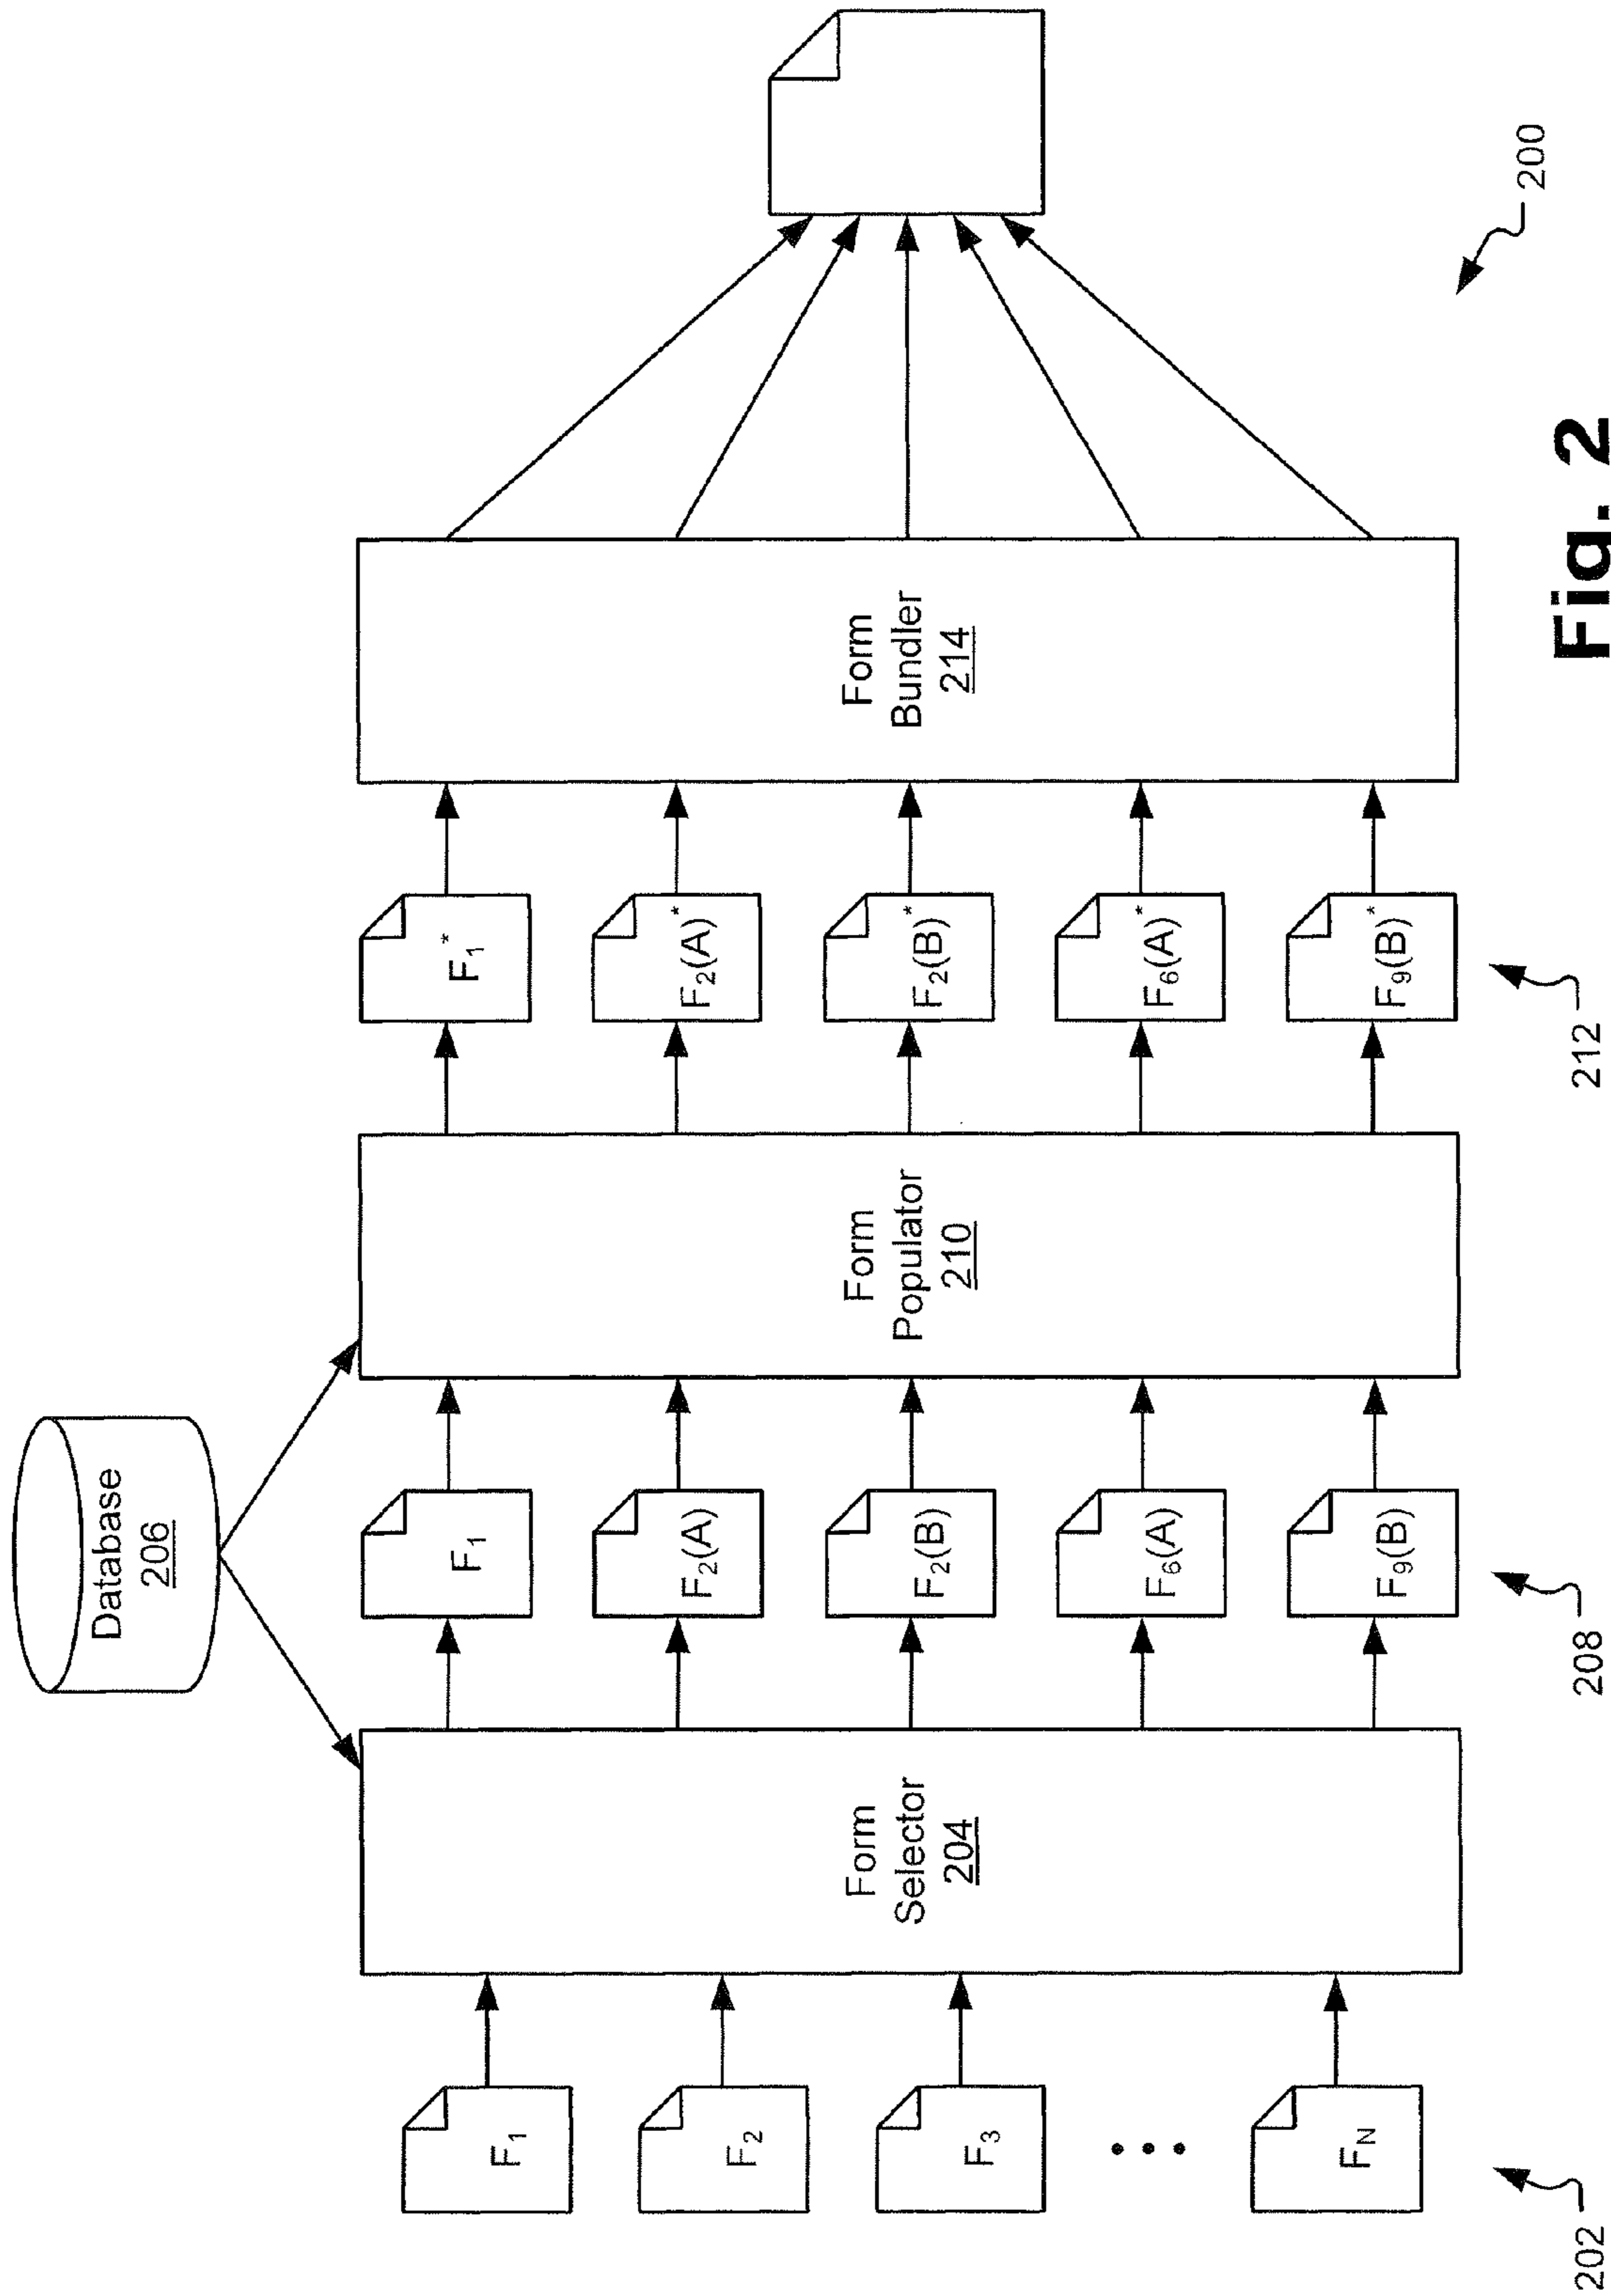 Database
206
F1
F2
F3
FN
202
Form
Selector
204
F1
F2(A)
F2(B)
F6(A)
F9(B)
208
Form
Populator
210
F1*
F2(A)*
F2(B)*
F6(A)*
F9(B)*
212
Form
Bundler
214
200
Fig. 2